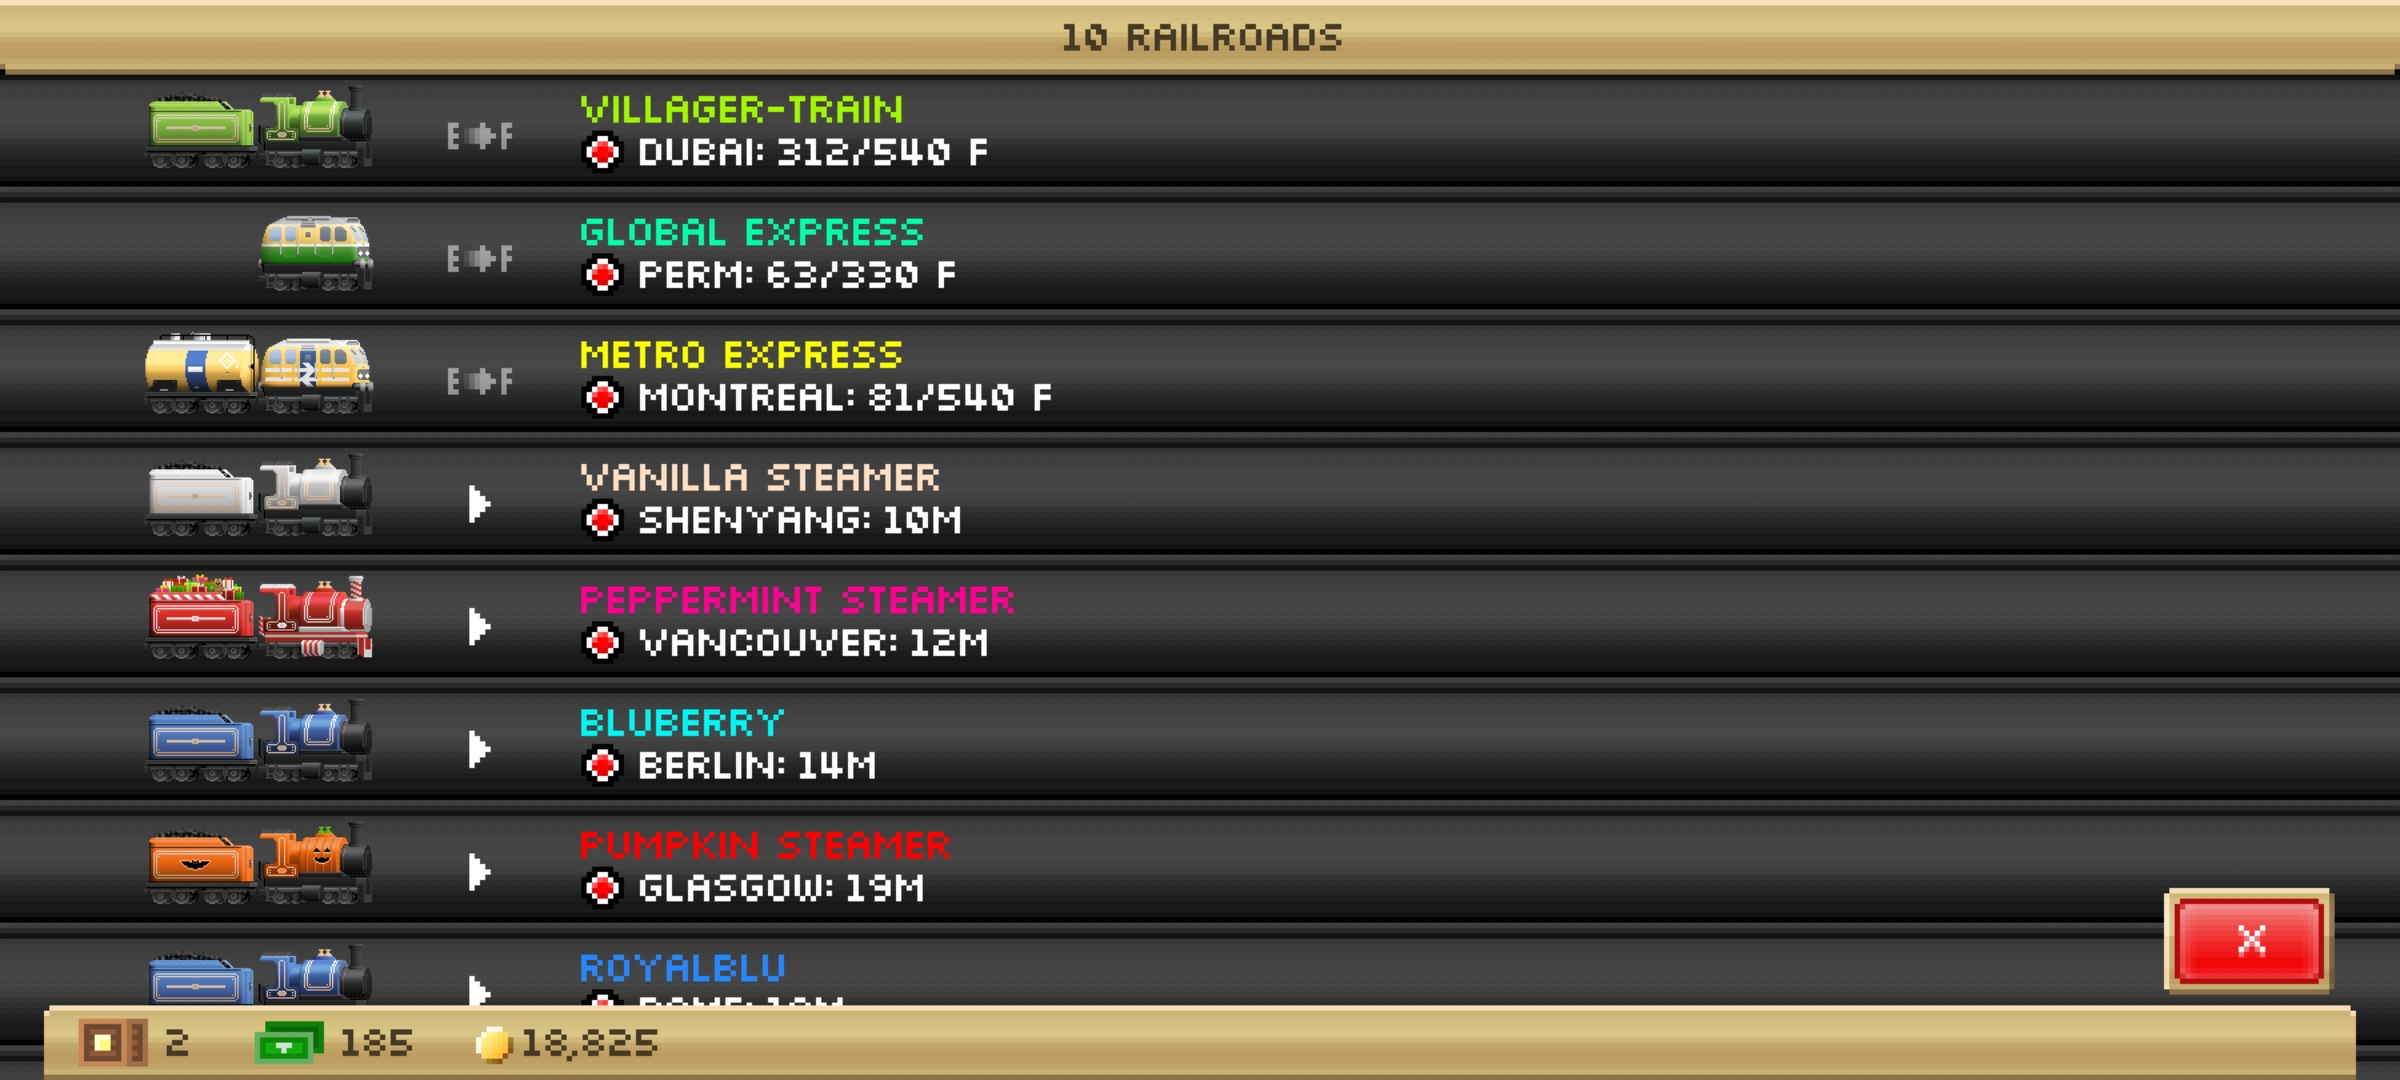 10 RAILROADS
VILLAGER-TRAIN
E F
DUBAI: 312/540 F
GLOBAL EXPRESS
E F
PERM: 63/330 F
METRO EXPRESS
E F
MONTREAL: 81/540 F
VANILLA STEAMER
SHENYANG: 10M
PEPPERMINT STEAMER
VANCOUVER: 12M
BLUBERRY
BERLIN: 14M
PUMPKIN STEAMER
GLASGOW: 19M
ROYALBLU
X
2 185 18,825